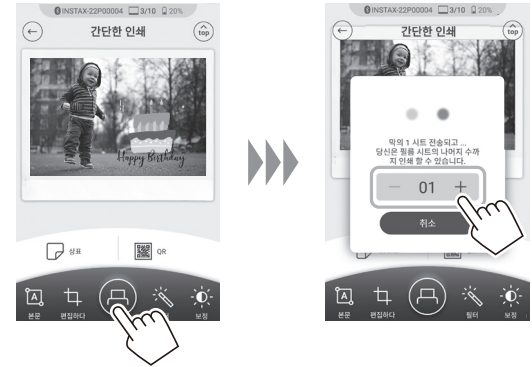 INSTAX-22P00004 3/10 20%
간단한 인쇄
top
Happy Birthday
상표
QR
본문
편집하다
보정
INSTAX-22P00004 3/10 20%
간단한 인쇄
top
막의 1 시트 전송되고 ...
당신은 필름 시트의 나머지 수까
지 인쇄 할 수 있습니다.
01
취소
A
본문
편집하다
필터
보정